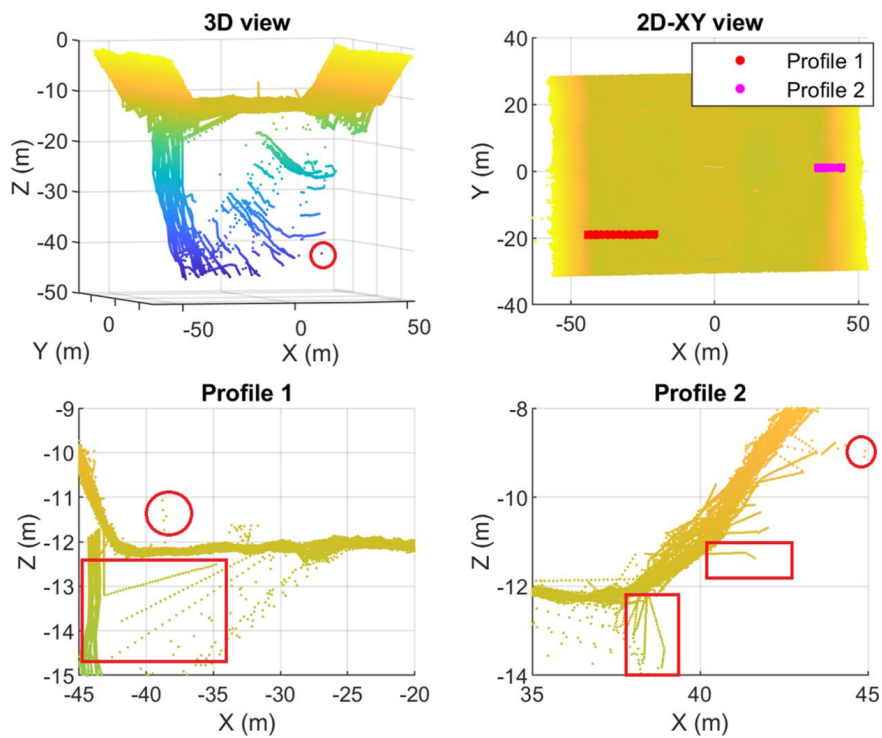 3D view
0
-10
-20
-30
-40
-50
Z (m)
0
Y (m)
-50
0
50
X (m)
2D-XY view
Profile 1
Profile 2
40
20
0
-20
-40
Y (m)
-50
0
50
X (m)
Profile 1
-9
-10
-11
-12
-13
-14
-15
Z (m)
-45
-40
-35
-30
-25
-20
X (m)
Profile 2
-8
-10
-12
-14
Z (m)
35
40
45
X (m)